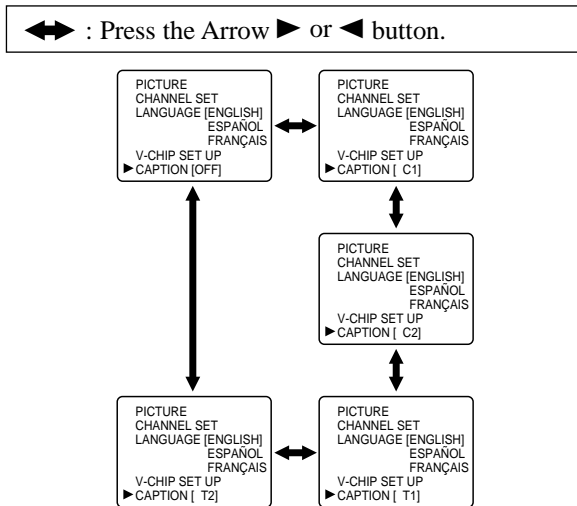 : Press the Arrow ▶ or ◀ button.
PICTURE
CHANNEL SET
LANGUAGE [ENGLISH]
ESPAÑOL
FRANÇAIS
V-CHIP SET UP
▶CAPTION [OFF]
PICTURE
CHANNEL SET
LANGUAGE [ENGLISH]
ESPAÑOL
FRANÇAIS
V-CHIP SET UP
▶CAPTION [ C1]
PICTURE
CHANNEL SET
LANGUAGE [ENGLISH]
ESPAÑOL
FRANÇAIS
V-CHIP SET UP
▶CAPTION [ C2]
PICTURE
CHANNEL SET
LANGUAGE [ENGLISH]
ESPAÑOL
FRANÇAIS
V-CHIP SET UP
▶CAPTION [ T2]
PICTURE
CHANNEL SET
LANGUAGE [ENGLISH]
ESPAÑOL
FRANÇAIS
V-CHIP SET UP
▶CAPTION [ T1]